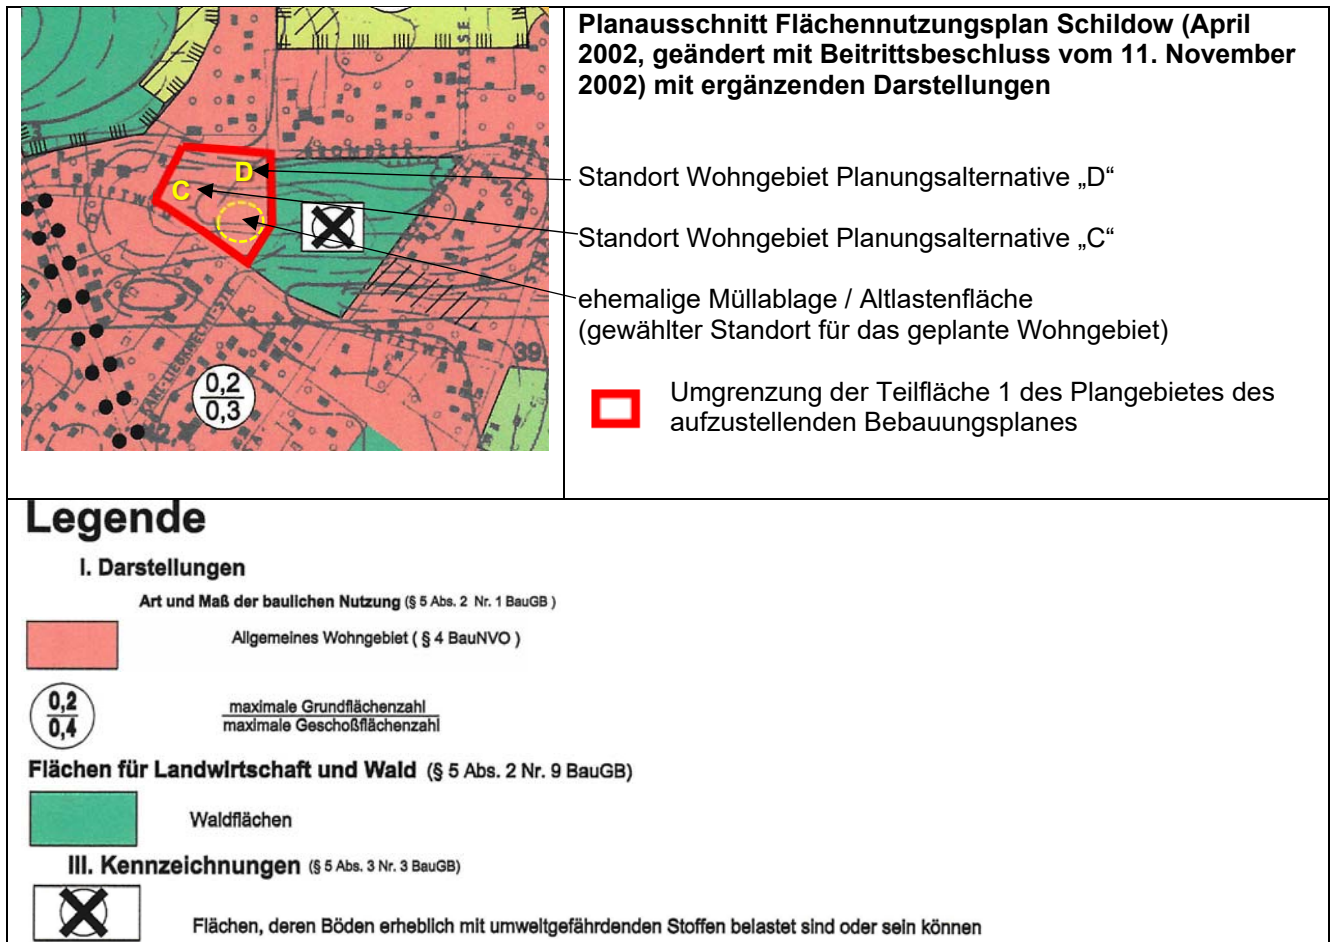 Planausschnitt Flächennutzungsplan Schildow (April
2002, geändert mit Beitrittsbeschluss vom 11. November
2002) mit ergänzenden Darstellungen
D
C
Standort Wohngebiet Planungsalternative „D“
Standort Wohngebiet Planungsalternative „C“
ehemalige Müllablage / Altlastenfläche
(gewählter Standort für das geplante Wohngebiet)
Umgrenzung der Teilfläche 1 des Plangebietes des
aufzustellenden Bebauungsplanes
STRASSE
KARL-LIEBKNECHT-STR.
39
0,2
0,3
Legende
I. Darstellungen
Art und Maß der baulichen Nutzung (§ 5 Abs. 2 Nr. 1 BauGB )
Allgemeines Wohngebiet ( § 4 BauNVO )
0,2
0,4
maximale Grundflächenzahl
maximale Geschoßflächenzahl
Flächen für Landwirtschaft und Wald (§ 5 Abs. 2 Nr. 9 BauGB)
Waldflächen
III. Kennzeichnungen (§ 5 Abs. 3 Nr. 3 BauGB)
Flächen, deren Böden erheblich mit umweltgefährdenden Stoffen belastet sind oder sein können